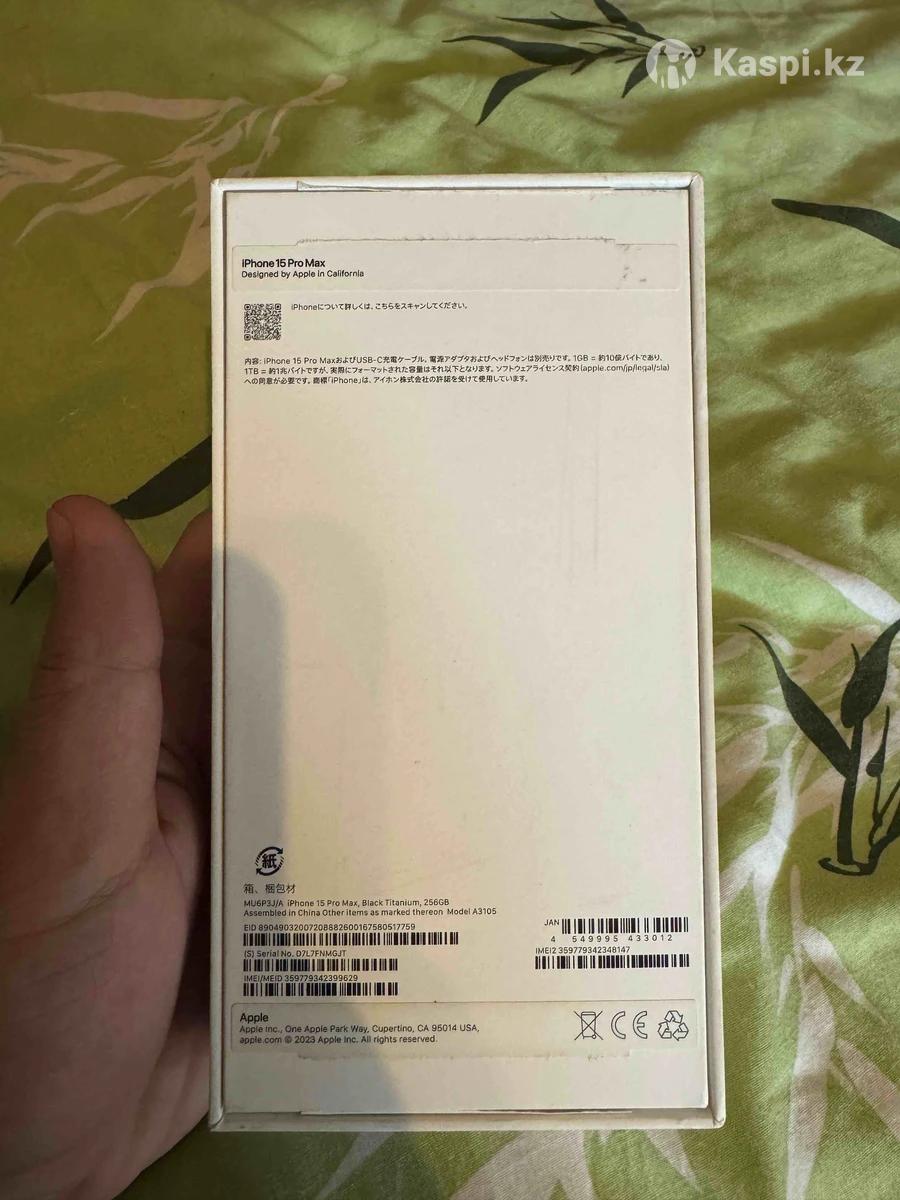 Kaspi.kz
iPhone 15 Pro Max
Designed by Apple in California
iPhoneについて詳しくは、こちらをスキャンしてください。
内容: iPhone 15 Pro MaxおよびUSB-C充電ケーブル。電源アダプタおよびヘッドフォンは別売りです。1GB = 約10億バイトであり、
1TB = 約1兆バイトですが、実際にフォーマットされた容量はそれ以下となります。ソフトウェアライセンス契約 (apple.com/jp/legal/sla)
への同意が必要です。商標「iPhone」は、アイホン株式会社の許諾を受けて使用しています。
紙
箱、梱包材
MU6P3J/A iPhone 15 Pro Max, Black Titanium, 256GB
Assembled in China Other items as marked thereon Model A3105
EID 89049032007208882600167580517759
JAN
4 549995 433012
(S) Serial No. D7L7FNMGJT
IMEI2 359779342348147
IMEI/MEID 359779342399629
Apple
Apple Inc., One Apple Park Way, Cupertino, CA 95014 USA,
apple.com © 2023 Apple Inc. All rights reserved.